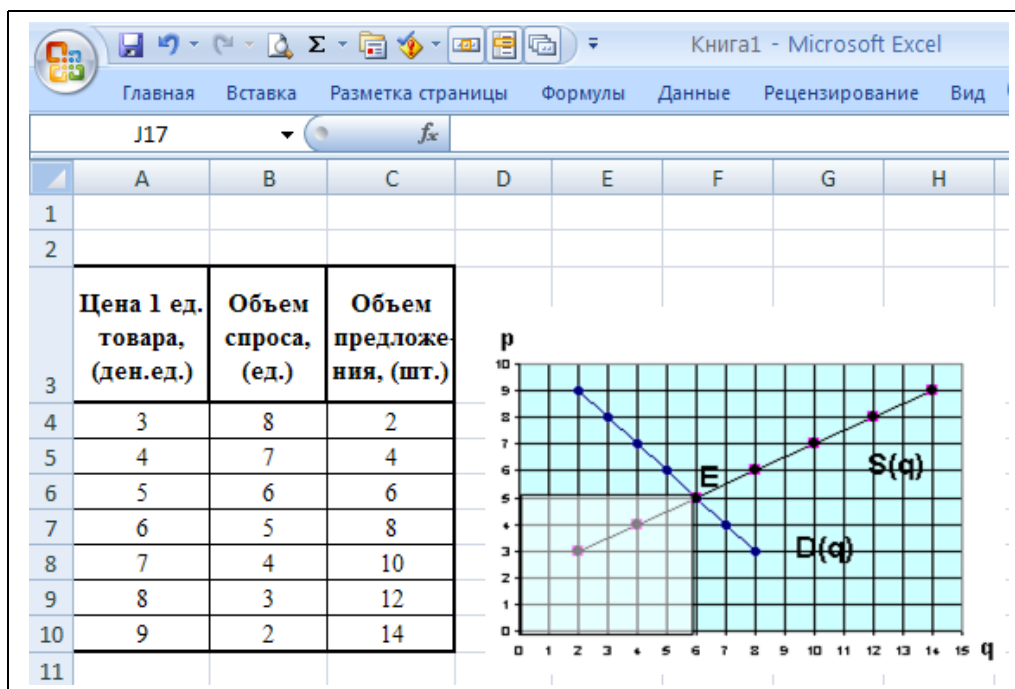 Книга1 - Microsoft Excel
Главная Вставка Разметка страницы Формулы Данные Рецензирование Вид
J17 fx
A B C D E F G H
1
2
3
Цена 1 ед. товара, (ден.ед.)
Объем спроса, (ед.)
Объем предложе- ния, (шт.)
4 3 8 2
5 4 7 4
6 5 6 6
7 6 5 8
8 7 4 10
9 8 3 12
10 9 2 14
11
p
10
9
8
7
6
5
4
3
2
1
0
E
S(q)
D(q)
0 1 2 3 4 5 6 7 8 9 10 11 12 13 14 15 q